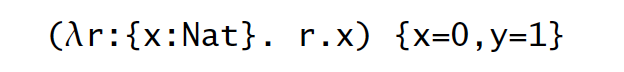 (λr:{x:Nat}. r.x) {x=0,y=1}